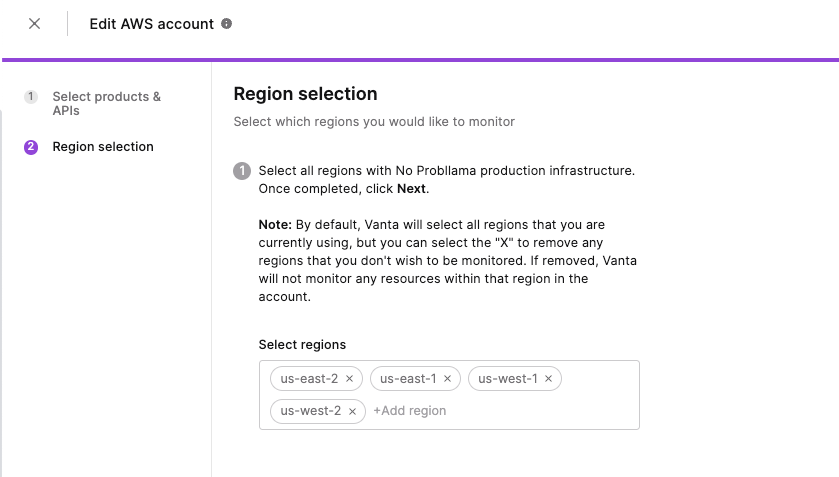 Edit AWS account
1 Select products &
APIs
2 Region selection
Region selection
Select which regions you would like to monitor
1 Select all regions with No Probllama production infrastructure.
Once completed, click Next.
Note: By default, Vanta will select all regions that you are
currently using, but you can select the "X" to remove any
regions that you don't wish to be monitored. If removed, Vanta
will not monitor any resources within that region in the
account.
Select regions
us-east-2 × us-east-1 × us-west-1 ×
us-west-2 × +Add region